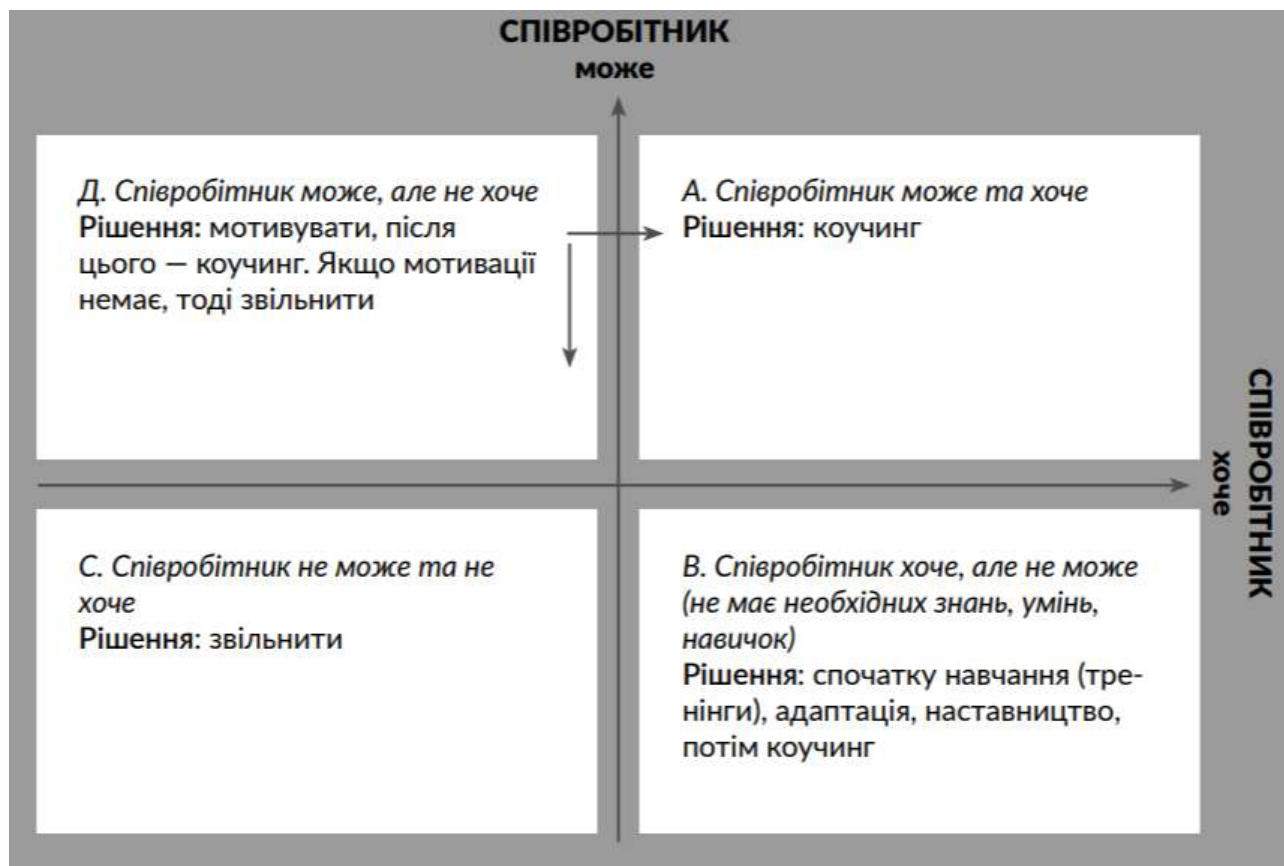 СПІВРОБІТНИК
може
Д. Співробітник може, але не хоче
Рішення: мотивувати, після
цього — коучинг. Якщо мотивації
немає, тоді звільнити
А. Співробітник може та хоче
Рішення: коучинг
СПІВРОБІТНИК
хоче
С. Співробітник не може та не
хоче
Рішення: звільнити
В. Співробітник хоче, але не може
(не має необхідних знань, умінь,
навичок)
Рішення: спочатку навчання (тре-
нінги), адаптація, наставництво,
потім коучинг